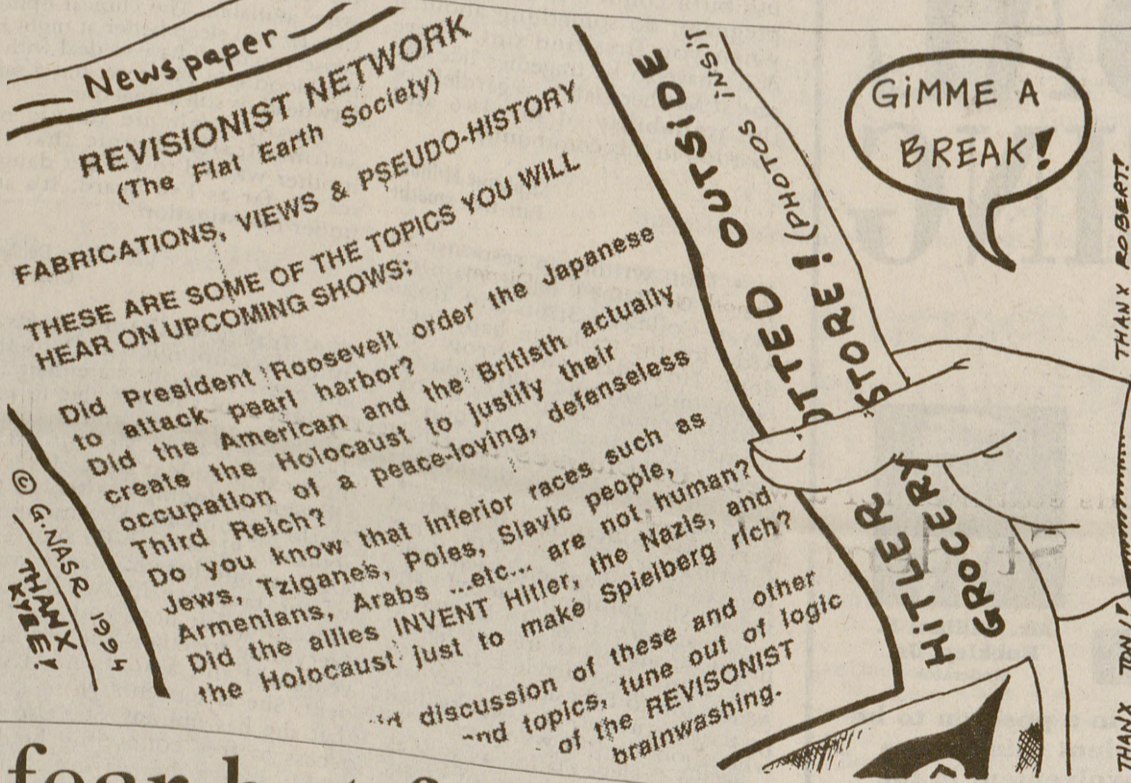 Newspaper
REVISIONIST NETWORK
(The Flat Earth Society)
FABRICATIONS, VIEWS & PSEUDO-HISTORY
THESE ARE SOME OF THE TOPICS YOU WILL
HEAR ON UPCOMING SHOWS:
Did President Roosevelt order the Japanese
to attack pearl harbor?
Did the American and the Britisth actually
create the Holocaust to justify their
occupation of a peace-loving, defenseless
Third Reich?
Do you know that inferior races such as
Jews, Tziganes, Poles, Slavic people,
Armenians, Arabs ...etc... are not human?
Did the allies INVENT Hitler, the Nazis, and
the Holocaust just to make Spielberg rich?
discussion of these and other
topics, tune out of logic
of the REVISONIST
brainwashing.
© G.NASR 1994
THANX
KYBE!
HiTLER OUTSIDE
GROCERY STORE! (PHOTOS
GiMME A
BREAK!
THANX ROBERT?
THANX
fear